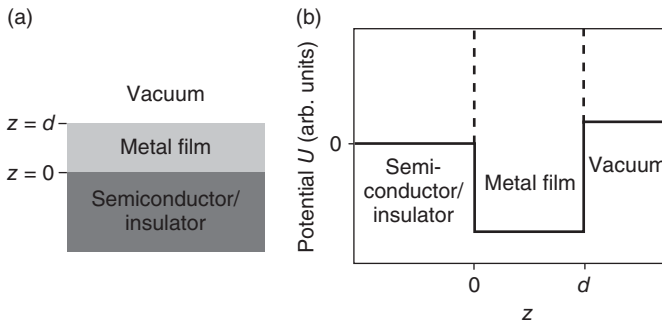 (a)
Vacuum
z = d
Metal film
z = 0
Semiconductor/
insulator
(b)
Potential U (arb. units)
0
Semi-
conductor/
insulator
Metal film
Vacuum
0
d
z